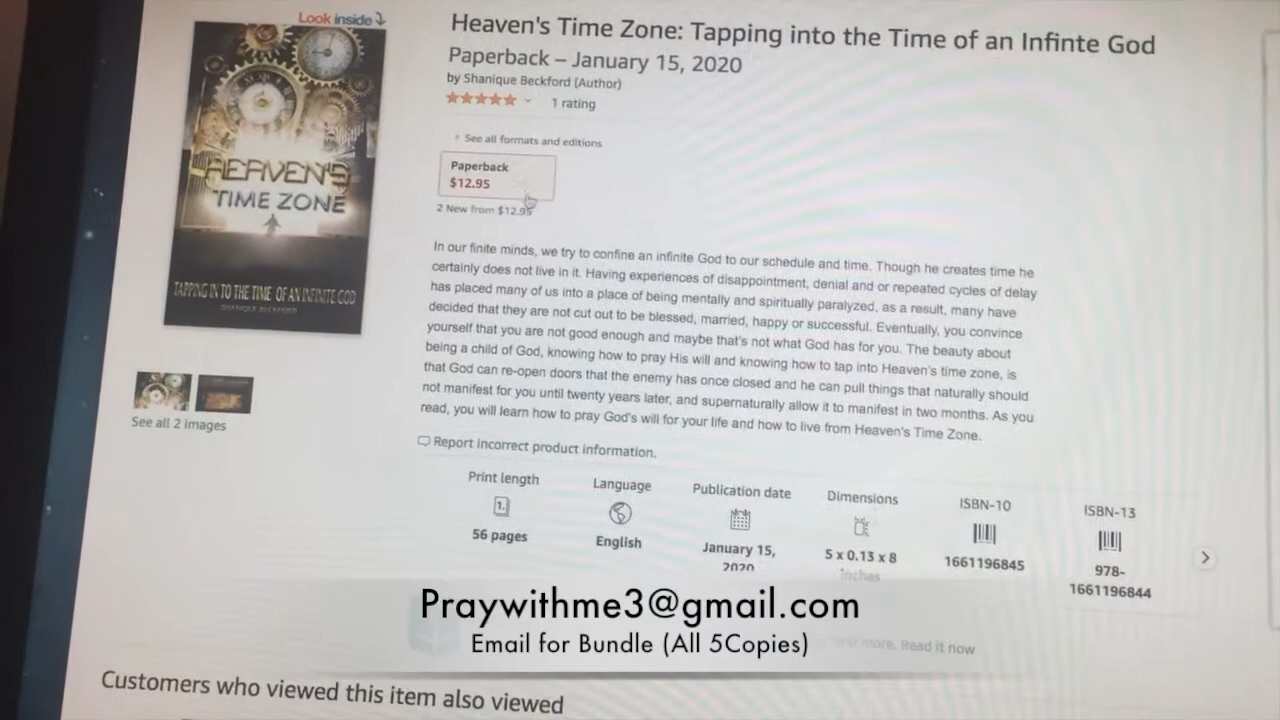 Look inside
Heaven's Time Zone: Tapping into the Time of an Infinte God
Paperback – January 15, 2020
by Shanique Beckford (Author)
1 rating
See all formats and editions
Paperback
$12.95
2 New from $12.95
HEAVEN'S
TIME ZONE
TAPPING IN TO THE TIME OF AN INFINITE GOD
SHANIQUE BECKFORD
In our finite minds, we try to confine an infinite God to our schedule and time. Though he creates time he
certainly does not live in it. Having experiences of disappointment, denial and or repeated cycles of delay
has placed many of us into a place of being mentally and spiritually paralyzed, as a result, many have
decided that they are not cut out to be blessed, married, happy or successful. Eventually, you convince
yourself that you are not good enough and maybe that's not what God has for you. The beauty about
being a child of God, knowing how to pray His will and knowing how to tap into Heaven's time zone, is
that God can re-open doors that the enemy has once closed and he can pull things that naturally should
not manifest for you until twenty years later, and supernaturally allow it to manifest in two months. As you
read, you will learn how to pray God's will for your life and how to live from Heaven's Time Zone.
See all 2 images
Report incorrect product information.
Print length
Language
Publication date
Dimensions
ISBN-10
ISBN-13
56 pages
English
January 15,
2020
5 x 0.13 x 8
inches
1661196845
978-
1661196844
Praywithme3@gmail.com
Email for Bundle (All 5Copies)
more. Read it now
Customers who viewed this item also viewed